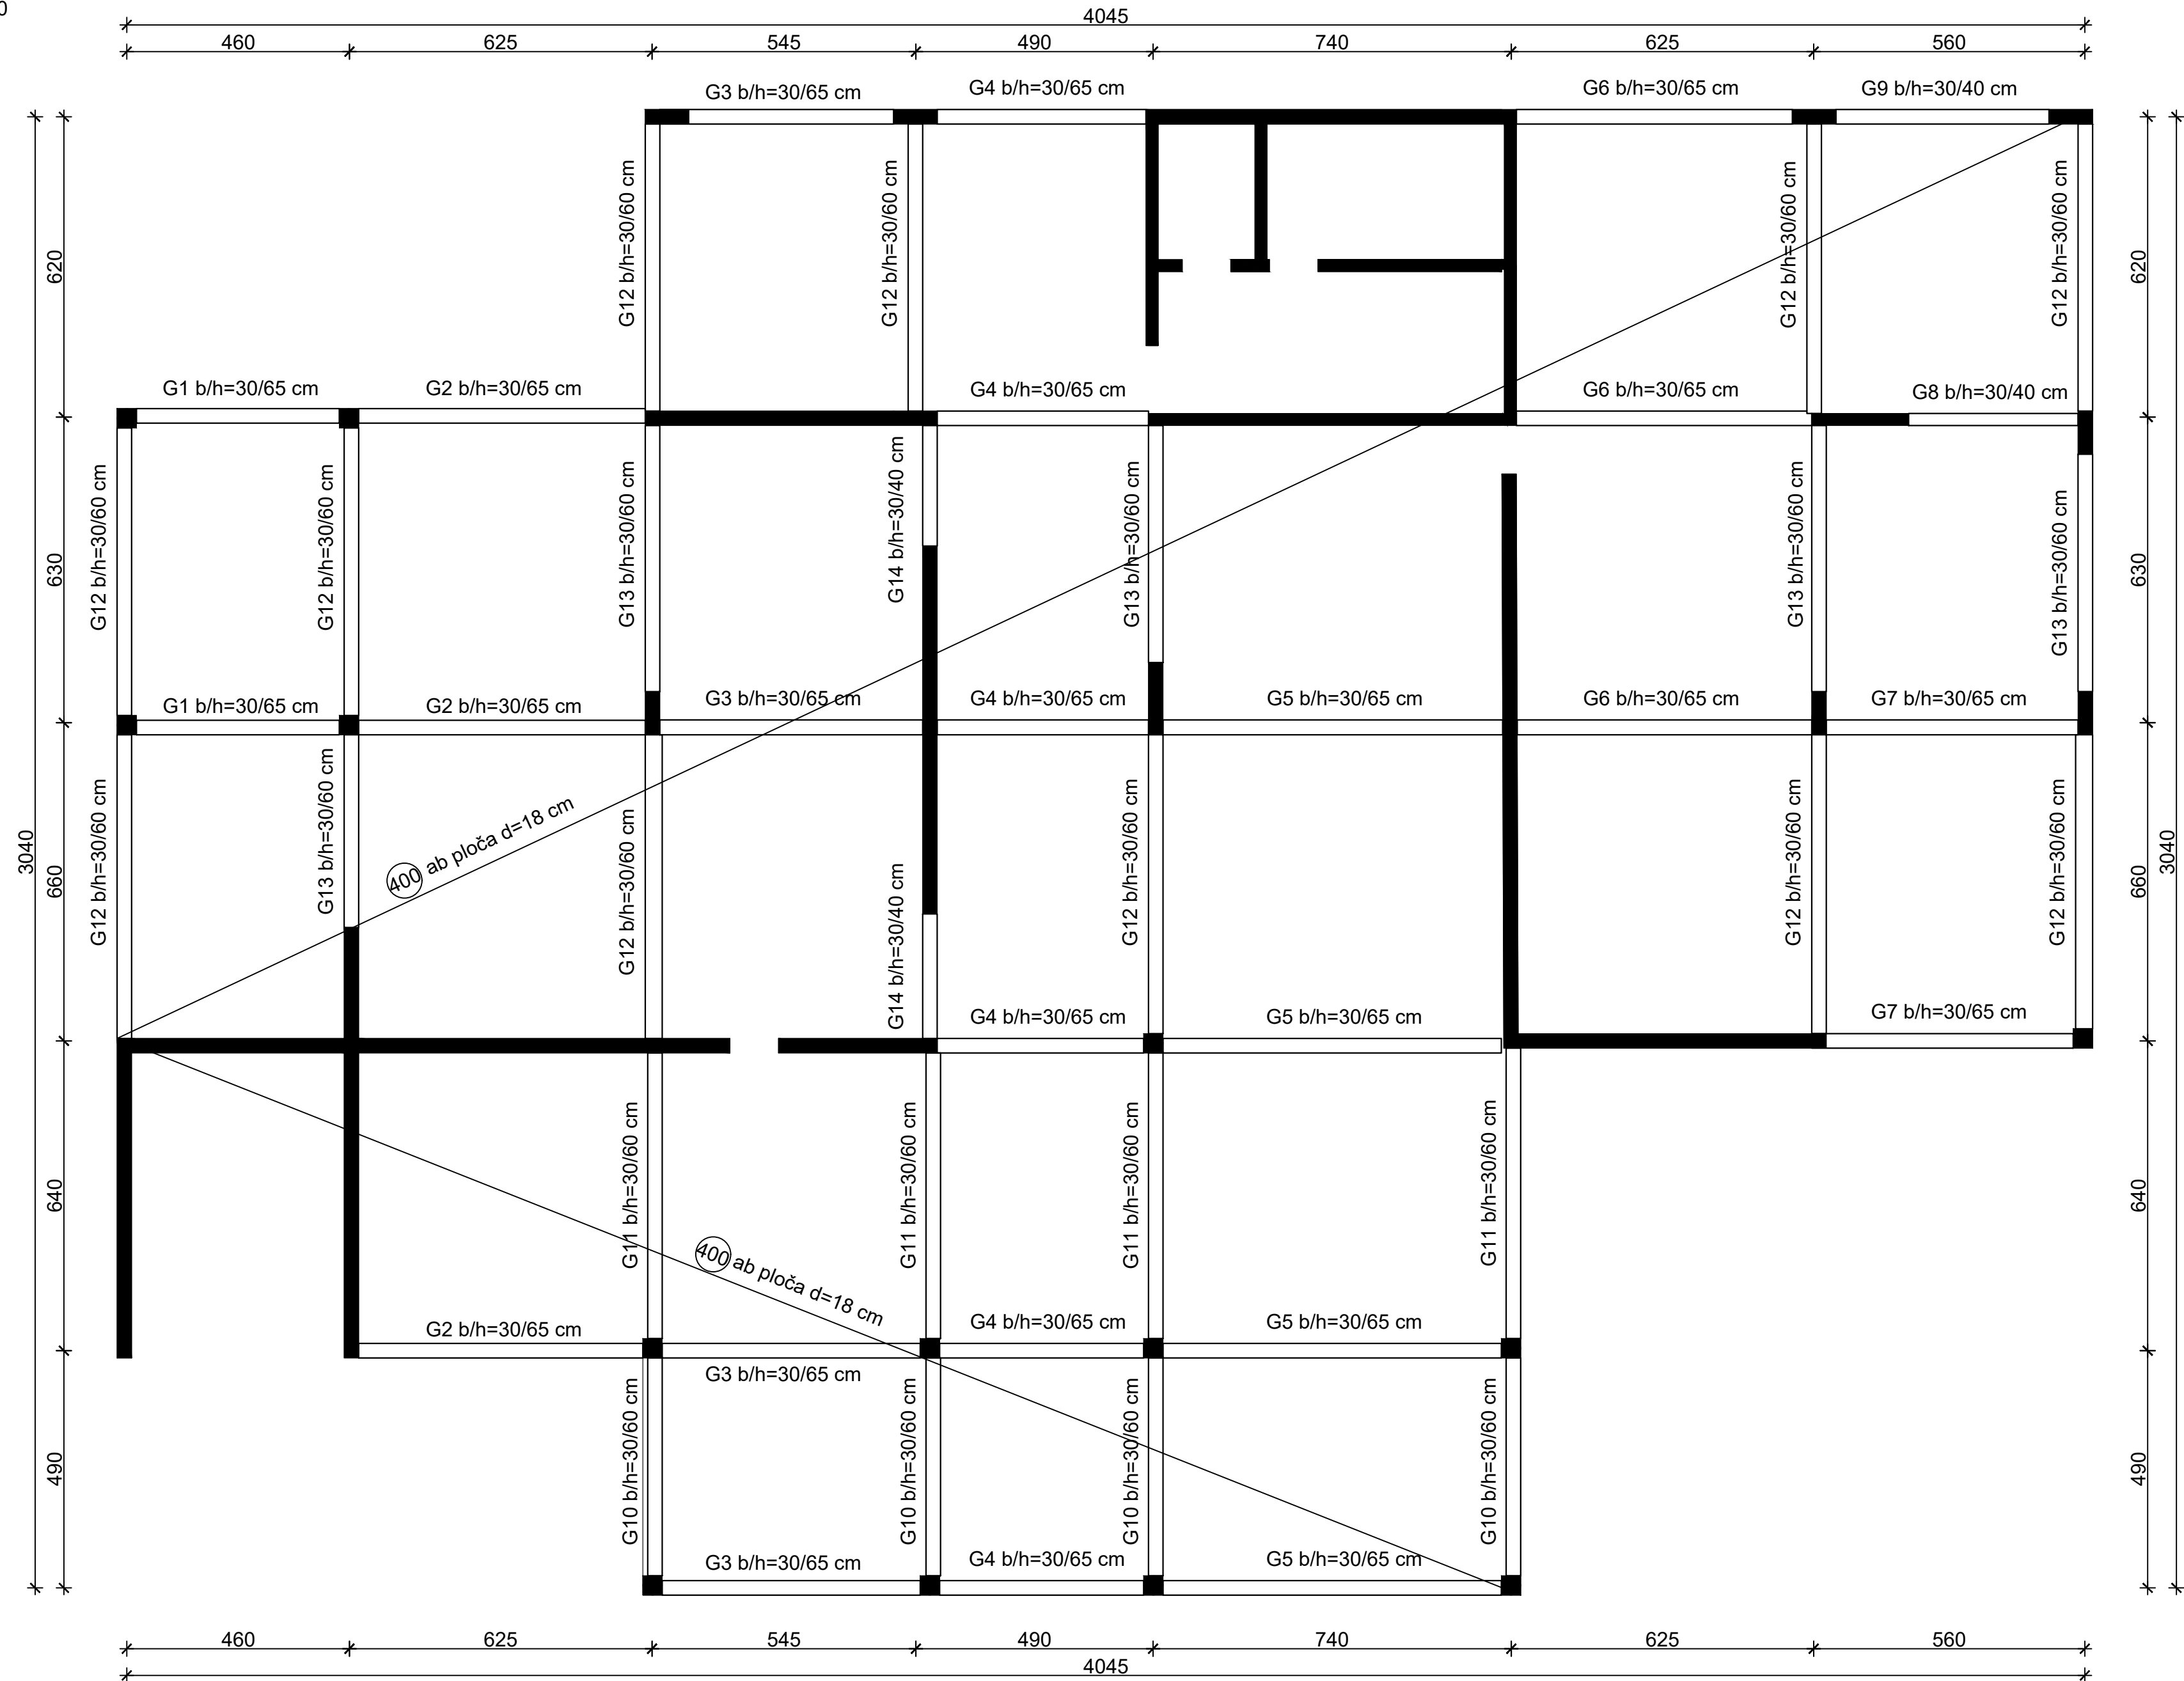 0
4045
460 625 545 490 740 625 560
G3 b/h=30/65 cm G4 b/h=30/65 cm G6 b/h=30/65 cm G9 b/h=30/40 cm
G12 b/h=30/60 cm G12 b/h=30/60 cm G12 b/h=30/60 cm G12 b/h=30/60 cm
620 620
G1 b/h=30/65 cm G2 b/h=30/65 cm G4 b/h=30/65 cm G6 b/h=30/65 cm G8 b/h=30/40 cm
G12 b/h=30/60 cm G12 b/h=30/60 cm G13 b/h=30/60 cm G14 b/h=30/40 cm G13 b/h=30/60 cm G13 b/h=30/60 cm G13 b/h=30/60 cm
630 630
G1 b/h=30/65 cm G2 b/h=30/65 cm G3 b/h=30/65 cm G4 b/h=30/65 cm G5 b/h=30/65 cm G6 b/h=30/65 cm G7 b/h=30/65 cm
400 ab ploča d=18 cm
G12 b/h=30/60 cm G13 b/h=30/60 cm G12 b/h=30/60 cm G14 b/h=30/40 cm G12 b/h=30/60 cm G12 b/h=30/60 cm G12 b/h=30/60 cm
3040 660 660 3040
G4 b/h=30/65 cm G5 b/h=30/65 cm G7 b/h=30/65 cm
G11 b/h=30/60 cm G11 b/h=30/60 cm G11 b/h=30/60 cm G11 b/h=30/60 cm
640 640
400 ab ploča d=18 cm
G2 b/h=30/65 cm G4 b/h=30/65 cm G5 b/h=30/65 cm
G3 b/h=30/65 cm
G10 b/h=30/60 cm G10 b/h=30/60 cm G10 b/h=30/60 cm G10 b/h=30/60 cm
490 490
G3 b/h=30/65 cm G4 b/h=30/65 cm G5 b/h=30/65 cm
460 625 545 490 740 625 560
4045